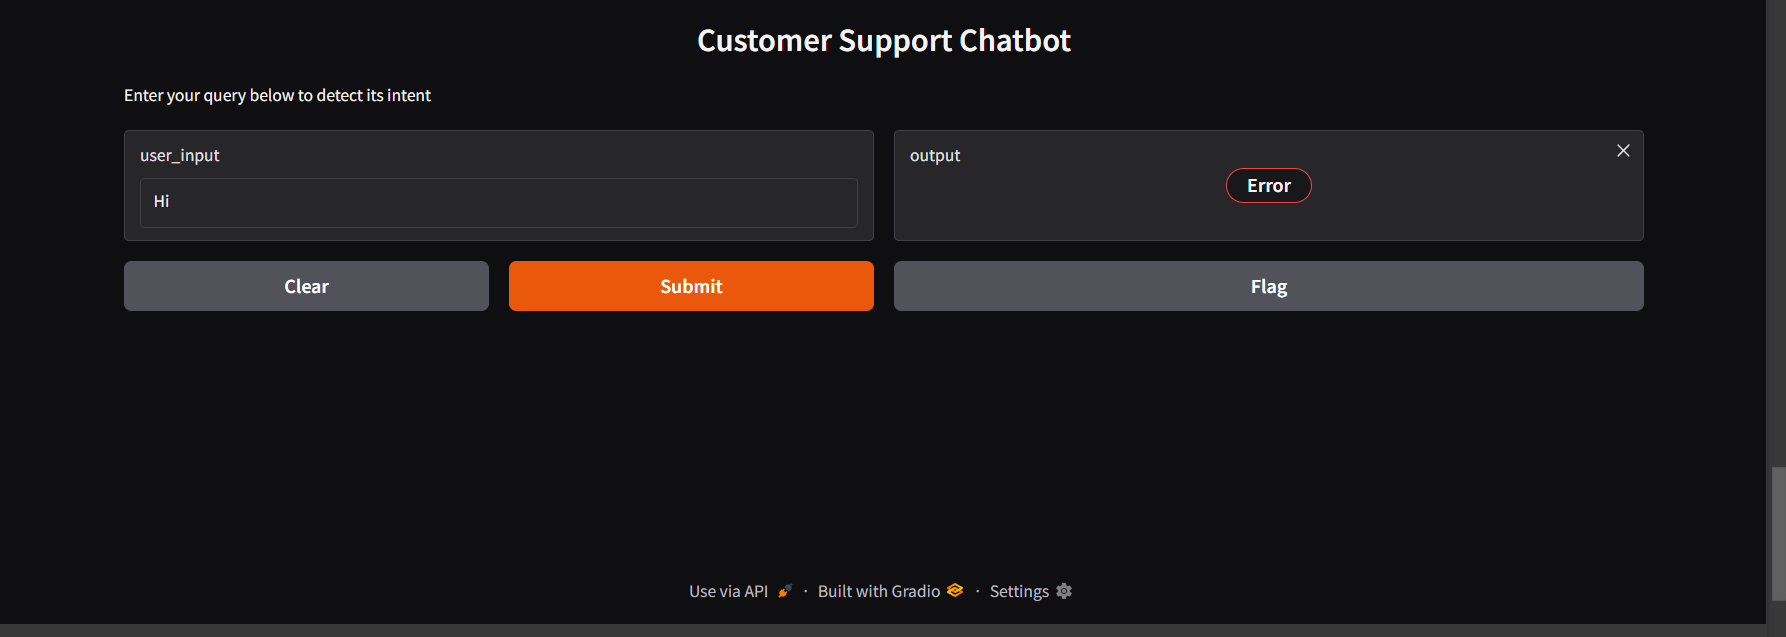 Customer Support Chatbot
Enter your query below to detect its intent
user_input
Hi
output
Error
Clear
Submit
Flag
Use via API · Built with Gradio · Settings